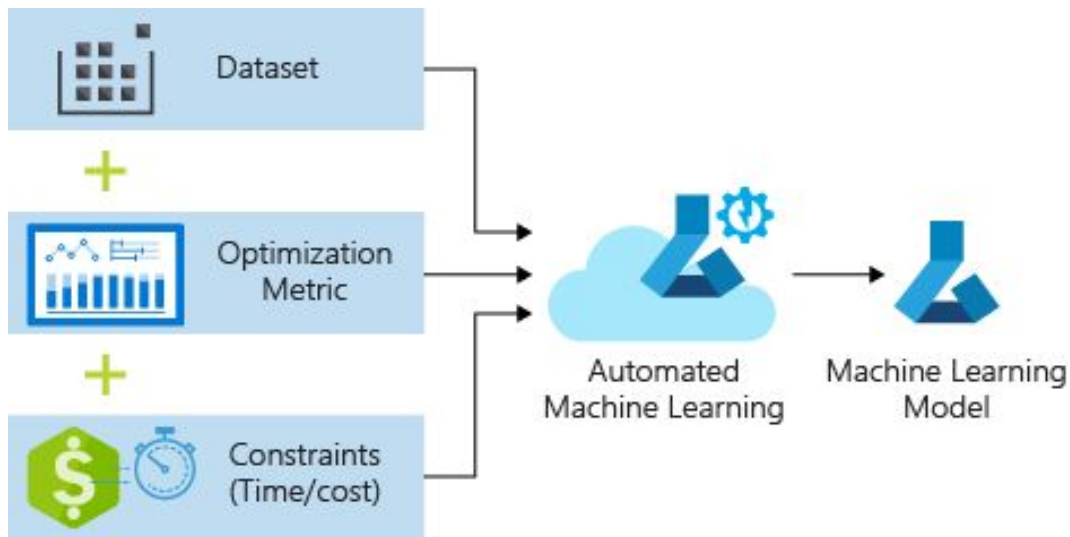 Dataset
Optimization
Metric
Constraints
(Time/cost)
Automated
Machine Learning
Machine Learning
Model